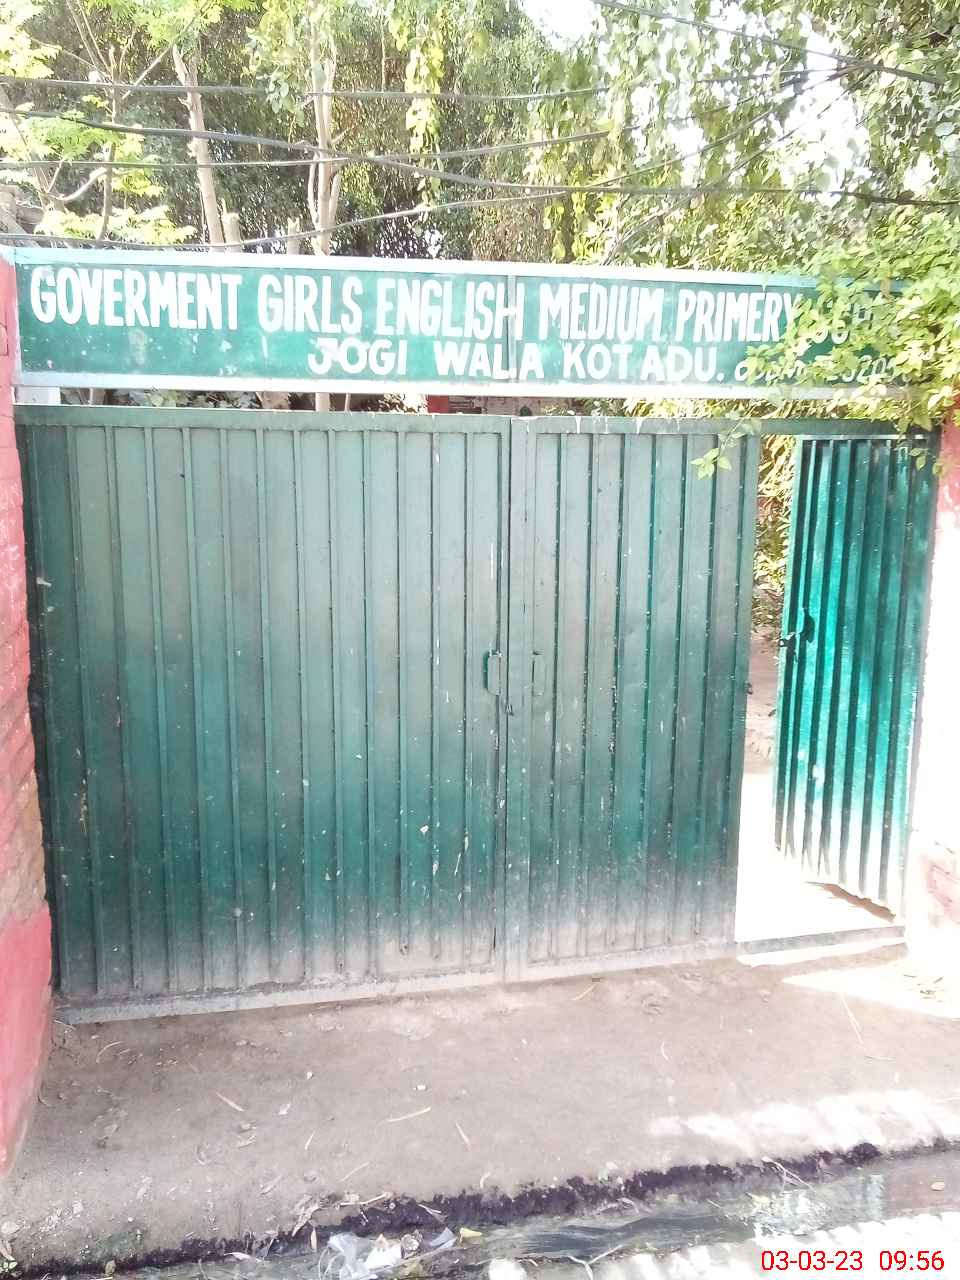 GOVERMENT GIRLS ENGLISH MEDIUM PRIMERY
JOGI WALA KOT ADU.
03-03-23 09:56